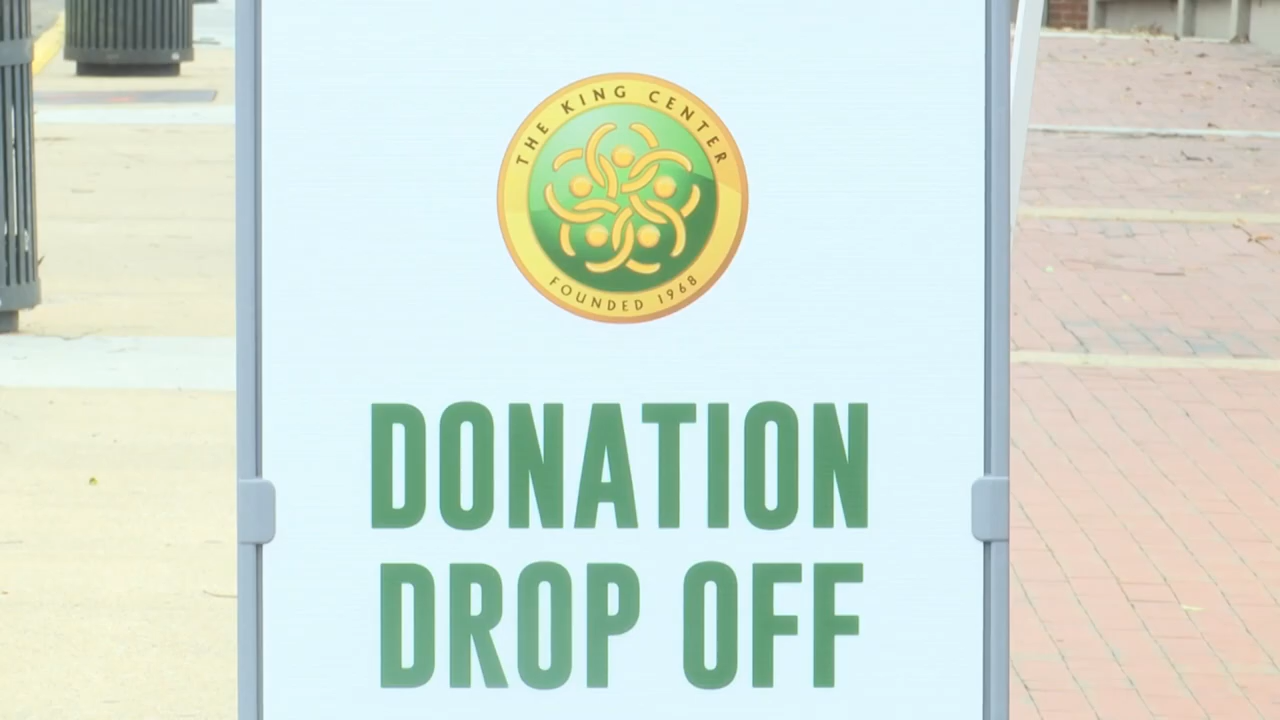 THE KING CENTER
FOUNDED 1968
DONATION
DROP OFF